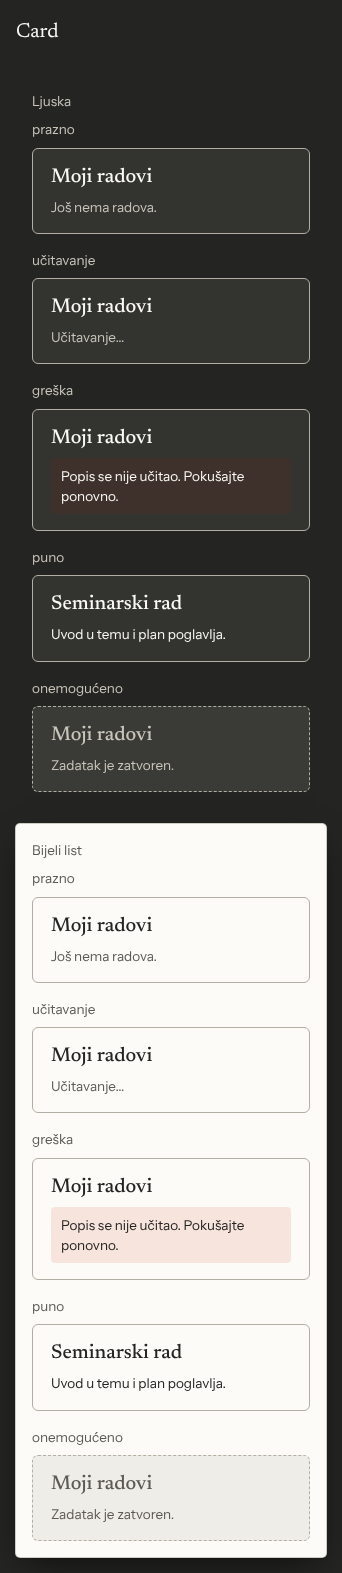 Card
Ljuska
prazno
Moji radovi
Još nema radova.
učitavanje
Moji radovi
Učitavanje...
greška
Moji radovi
Popis se nije učitao. Pokušajte
ponovno.
puno
Seminarski rad
Uvod u temu i plan poglavlja.
onemogućeno
Moji radovi
Zadatak je zatvoren.
Bijeli list
prazno
Moji radovi
Još nema radova.
učitavanje
Moji radovi
Učitavanje...
greška
Moji radovi
Popis se nije učitao. Pokušajte
ponovno.
puno
Seminarski rad
Uvod u temu i plan poglavlja.
onemogućeno
Moji radovi
Zadatak je zatvoren.